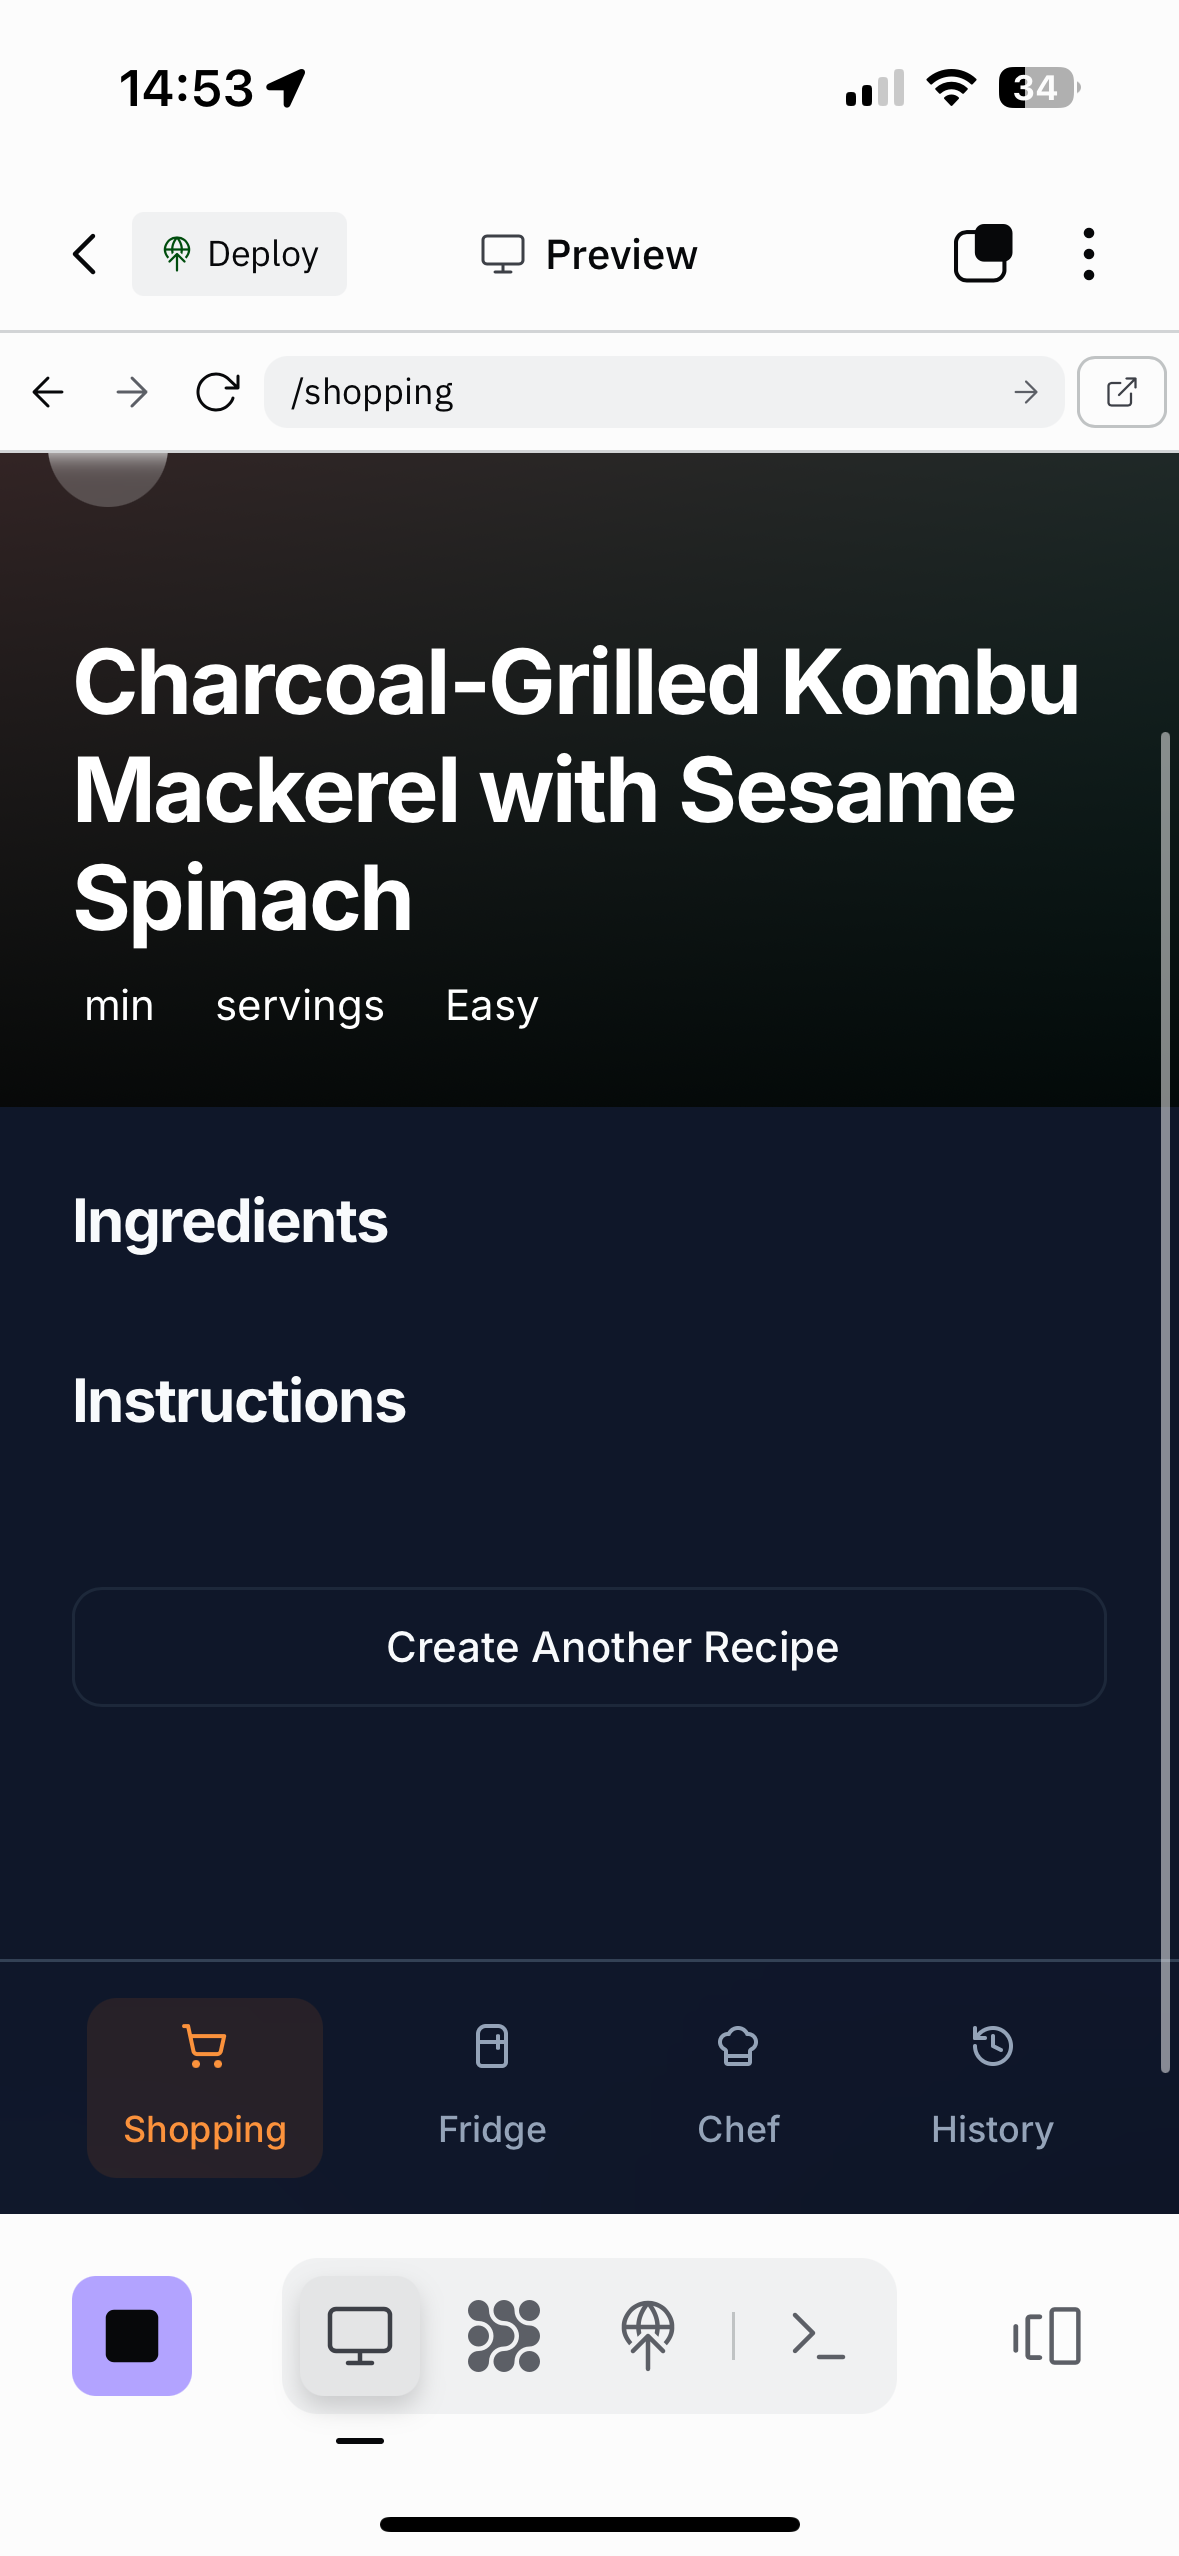 14:53
34
Deploy
Preview
/shopping
Charcoal-Grilled Kombu
Mackerel with Sesame
Spinach
min servings Easy
Ingredients
Instructions
Create Another Recipe
Shopping Fridge Chef History